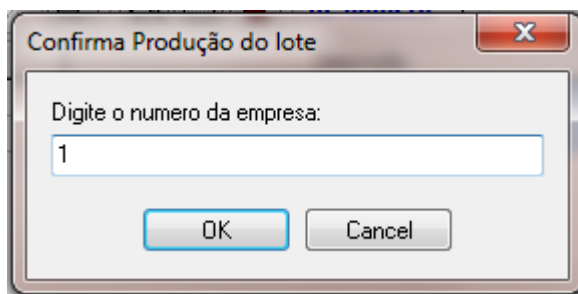 Confirma Produção do lote
Digite o numero da empresa:
1
OK
Cancel